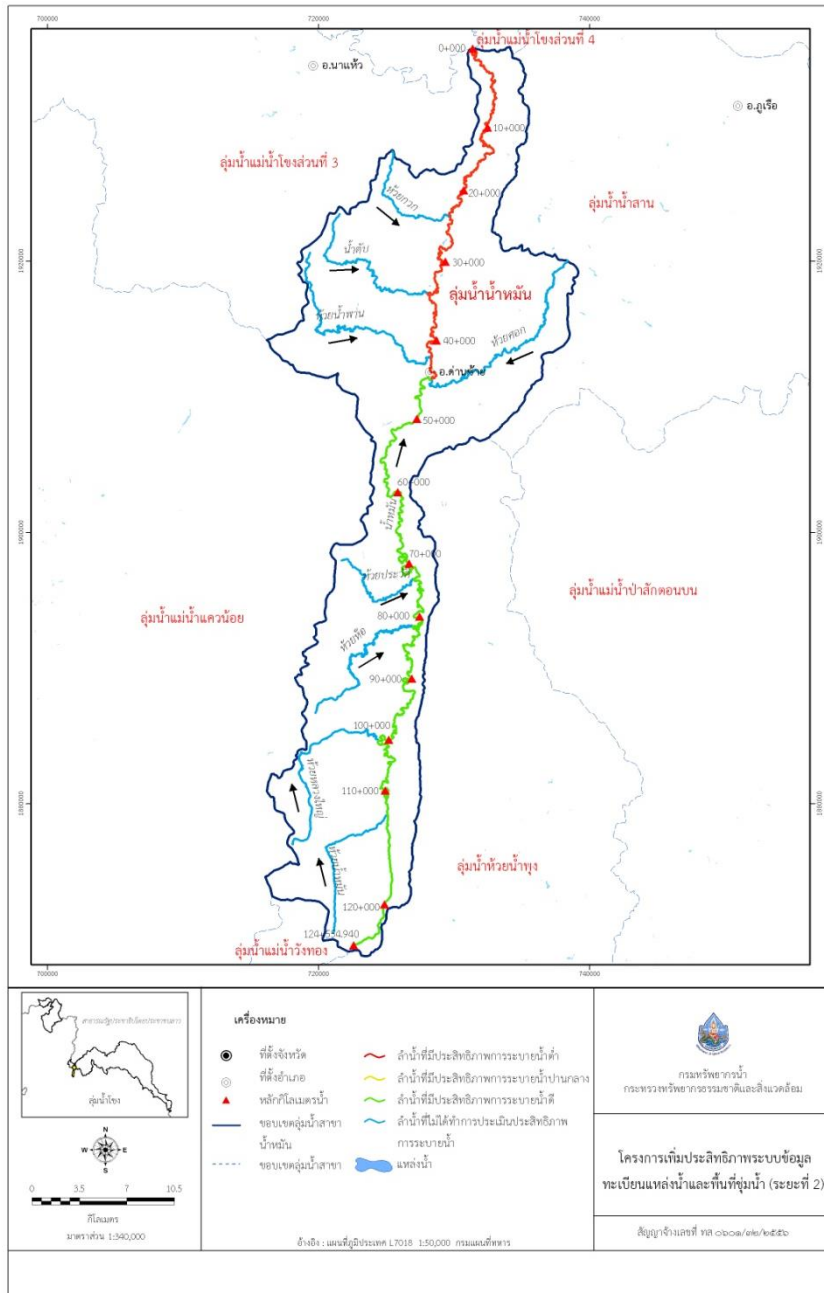 700000
720000
740000
ลุ่มน้ำแม่น้ำโขงส่วนที่ 4
0+000
อ.นาแห้ว
อ.ภูเรือ
10+000
ลุ่มน้ำแม่น้ำโขงส่วนที่ 3
ห้วยกวก
20+000
ลุ่มน้ำน้ำสาน
1920000
1920000
น้ำตับ
30+000
ลุ่มน้ำน้ำหมัน
ห้วยน้ำพาน
40+000
ห้วยศอก
อ.ด่านซ้าย
50+000
60+000
น้ำหมัน
1900000
1900000
70+000
ลุ่มน้ำแม่น้ำป่าสักตอนบน
ลุ่มน้ำแม่น้ำแควน้อย
80+000
ห้วยทือ
90+000
100+000
ห้วยหลวงใหญ่
110+000
1880000
1880000
ห้วยน้ำหมัน
ลุ่มน้ำห้วยน้ำพุง
120+000
124+554.940
ลุ่มน้ำแม่น้ำวังทอง
700000
720000
740000
สาธารณรัฐประชาธิปไตยประชาชนลาว
ลุ่มน้ำโขง
N
W
E
S
0
3.5
7
10.5
กิโลเมตร
มาตราส่วน 1:340,000
เครื่องหมาย
ที่ตั้งจังหวัด
ที่ตั้งอำเภอ
หลักกิโลเมตรน้ำ
ขอบเขตลุ่มน้ำสาขา
น้ำหมัน
ขอบเขตลุ่มน้ำสาขา
ลำน้ำที่มีประสิทธิภาพการระบายน้ำต่ำ
ลำน้ำที่มีประสิทธิภาพการระบายน้ำปานกลาง
ลำน้ำที่มีประสิทธิภาพการระบายน้ำดี
ลำน้ำที่ไม่ได้ทำการประเมินประสิทธิภาพ
การระบายน้ำ
แหล่งน้ำ
อ้างอิง : แผนที่ภูมิประเทศ L7018 1:50,000 กรมแผนที่ทหาร
กรมทรัพยากรน้ำ
กระทรวงทรัพยากรธรรมชาติและสิ่งแวดล้อม
โครงการเพิ่มประสิทธิภาพระบบข้อมูล
ทะเบียนแหล่งน้ำและพื้นที่ชุ่มน้ำ (ระยะที่ 2)
สัญญาจ้างเลขที่ ทส